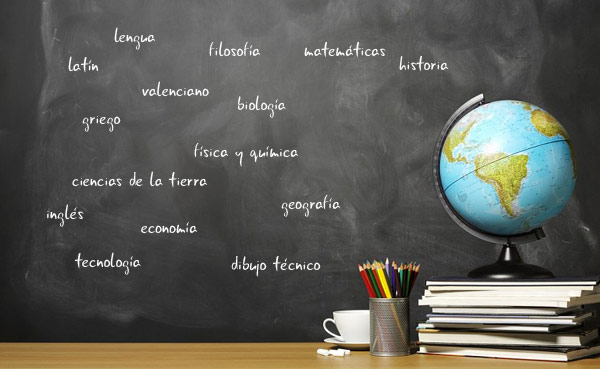 lengua
filosofía
matemáticas
latín
historia
valenciano
biología
griego
física y química
ciencias de la tierra
geografía
inglés
economía
tecnología
dibujo técnico